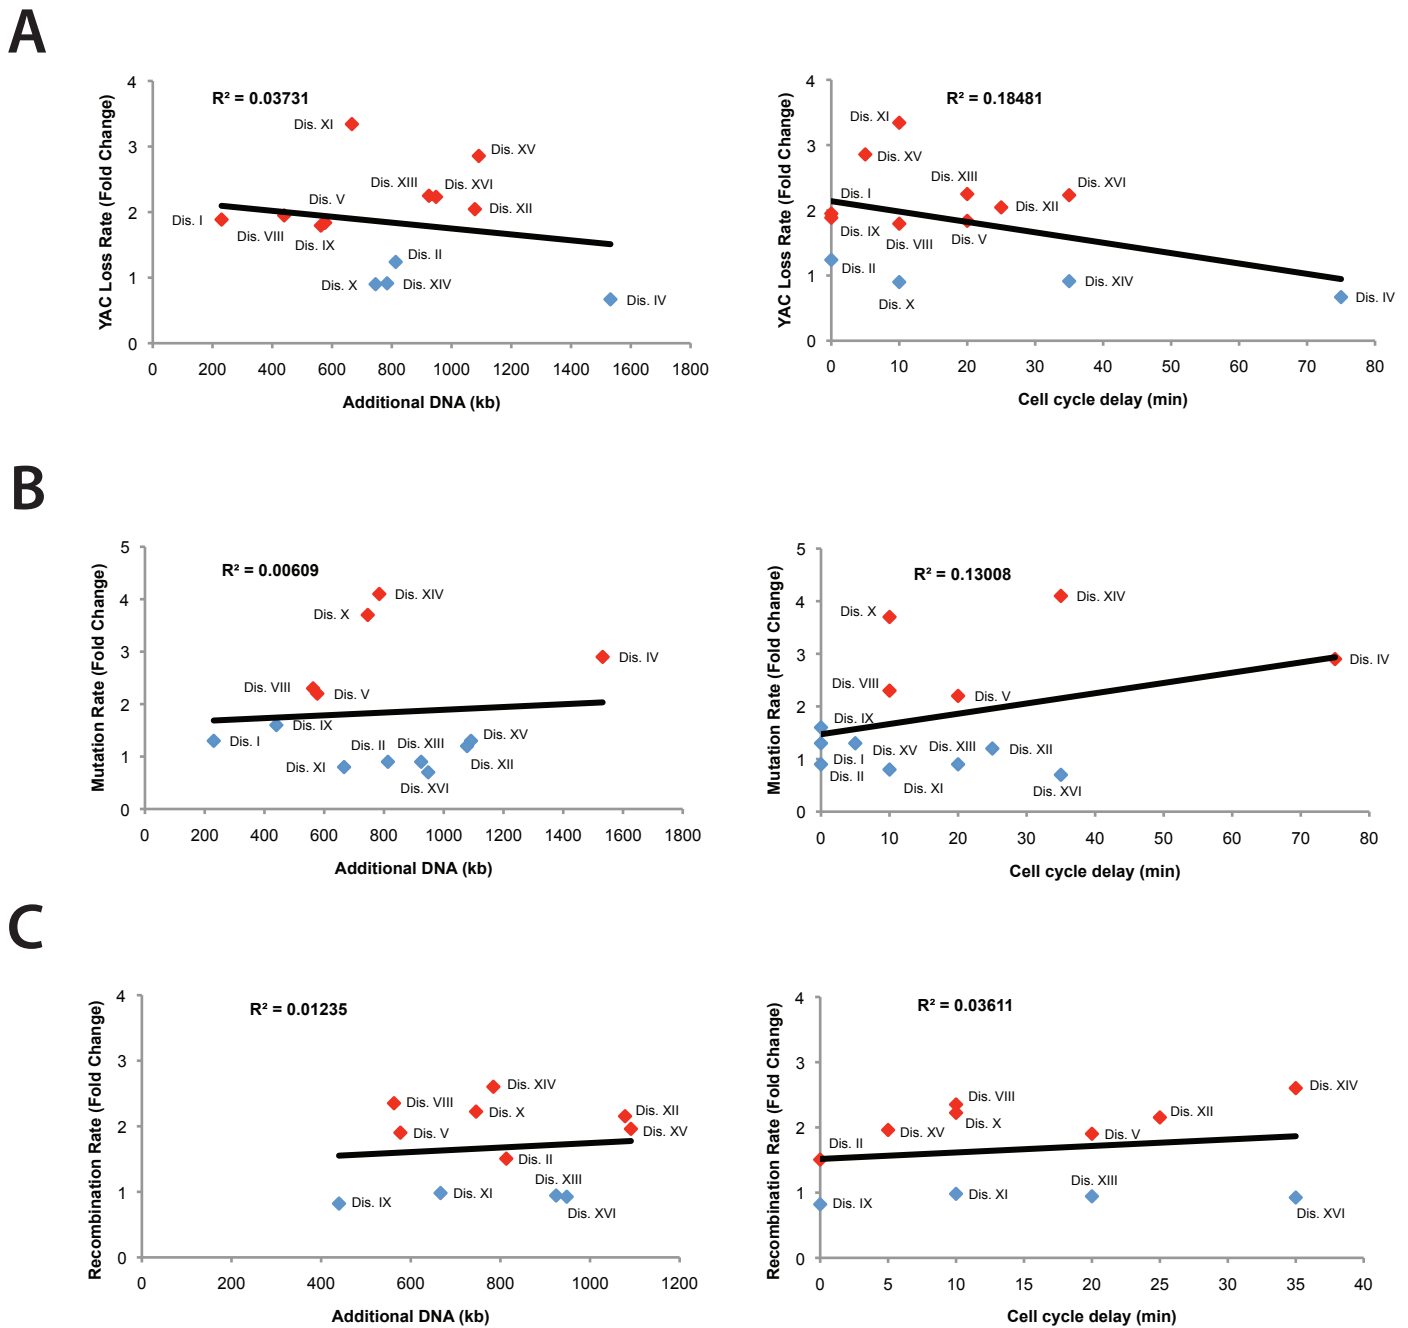 A
R² = 0.03731
YAC Loss Rate (Fold Change)
4
3
2
1
0
Dis. XI
Dis. XV
Dis. XIII
Dis. XVI
Dis. V
Dis. XII
Dis. I
Dis. VIII
Dis. IX
Dis. II
Dis. X
Dis. XIV
Dis. IV
0 200 400 600 800 1000 1200 1400 1600 1800
Additional DNA (kb)
R² = 0.18481
YAC Loss Rate (Fold Change)
4
3
2
1
0
Dis. XI
Dis. XV
Dis. XIII
Dis. XVI
Dis. I
Dis. XII
Dis. IX
Dis. VIII
Dis. V
Dis. II
Dis. X
Dis. XIV
Dis. IV
0 10 20 30 40 50 60 70 80
Cell cycle delay (min)
B
R² = 0.00609
Mutation Rate (Fold Change)
5
4
3
2
1
0
Dis. XIV
Dis. X
Dis. IV
Dis. VIII
Dis. V
Dis. IX
Dis. I
Dis. II
Dis. XIII
Dis. XV
Dis. XI
Dis. XII
Dis. XVI
0 200 400 600 800 1000 1200 1400 1600 1800
Additional DNA (kb)
R² = 0.13008
Mutation Rate (Fold Change)
5
4
3
2
1
0
Dis. X
Dis. XIV
Dis. IV
Dis. VIII
Dis. V
Dis. IX
Dis. XV
Dis. XIII
Dis. XII
Dis. I
Dis. II
Dis. XI
Dis. XVI
0 10 20 30 40 50 60 70 80
Cell cycle delay (min)
C
R² = 0.01235
Recombination Rate (Fold Change)
4
3
2
1
0
Dis. XIV
Dis. VIII
Dis. X
Dis. XII
Dis. V
Dis. XV
Dis. II
Dis. XIII
Dis. XI
Dis. IX
Dis. XVI
0 200 400 600 800 1000 1200
Additional DNA (kb)
R² = 0.03611
Recombination Rate (Fold Change)
4
3
2
1
0
Dis. XIV
Dis. VIII
Dis. XII
Dis. X
Dis. XV
Dis. V
Dis. II
Dis. XIII
Dis. XI
Dis. IX
Dis. XVI
0 5 10 15 20 25 30 35 40
Cell cycle delay (min)